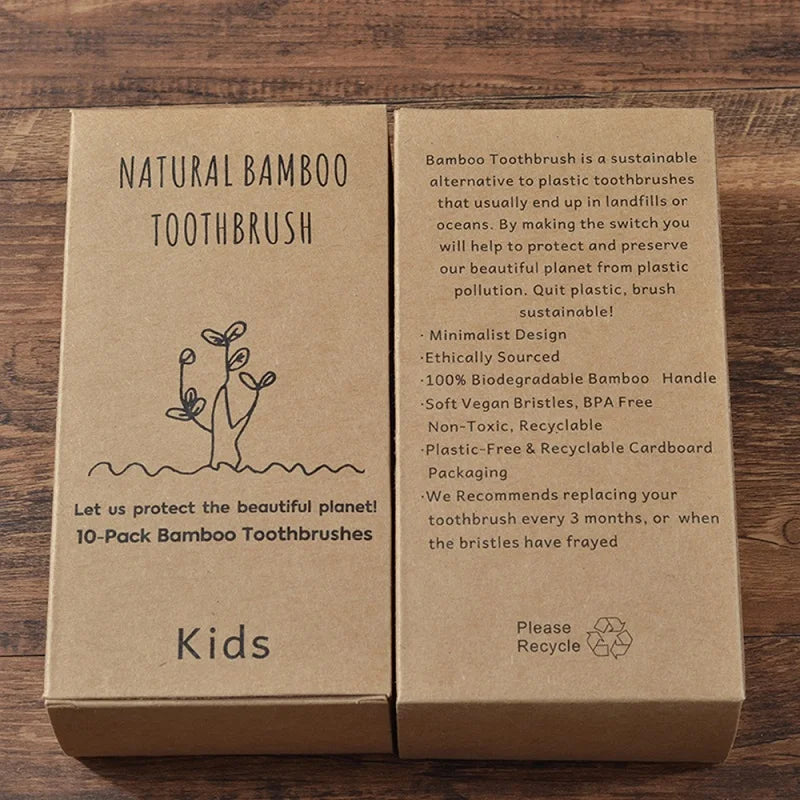 NATURAL BAMBOO
TOOTHBRUSH
Let us protect the beautiful planet!
10-Pack Bamboo Toothbrushes
Kids
Bamboo Toothbrush is a sustainable
alternative to plastic toothbrushes
that usually end up in landfills or
oceans. By making the switch you
will help to protect and preserve
our beautiful planet from plastic
pollution. Quit plastic, brush
sustainable!
· Minimalist Design
·Ethically Sourced
·100% Biodegradable Bamboo Handle
·Soft Vegan Bristles, BPA Free
Non-Toxic, Recyclable
·Plastic-Free & Recyclable Cardboard
Packaging
·We Recommends replacing your
toothbrush every 3 months, or when
the bristles have frayed
Please
Recycle